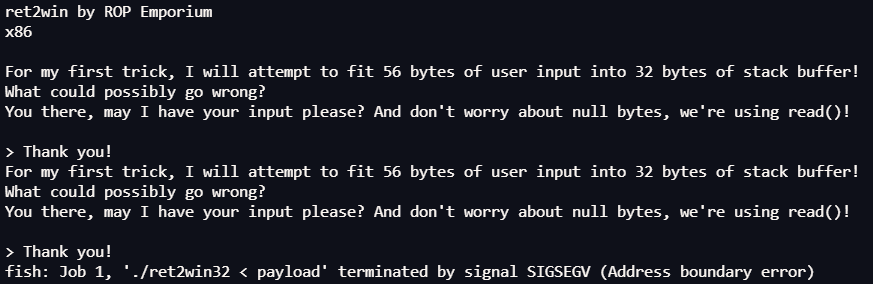 ret2win by ROP Emporium
x86
For my first trick, I will attempt to fit 56 bytes of user input into 32 bytes of stack buffer!
What could possibly go wrong?
You there, may I have your input please? And don't worry about null bytes, we're using read()!
> Thank you!
For my first trick, I will attempt to fit 56 bytes of user input into 32 bytes of stack buffer!
What could possibly go wrong?
You there, may I have your input please? And don't worry about null bytes, we're using read()!
> Thank you!
fish: Job 1, './ret2win32 < payload' terminated by signal SIGSEGV (Address boundary error)